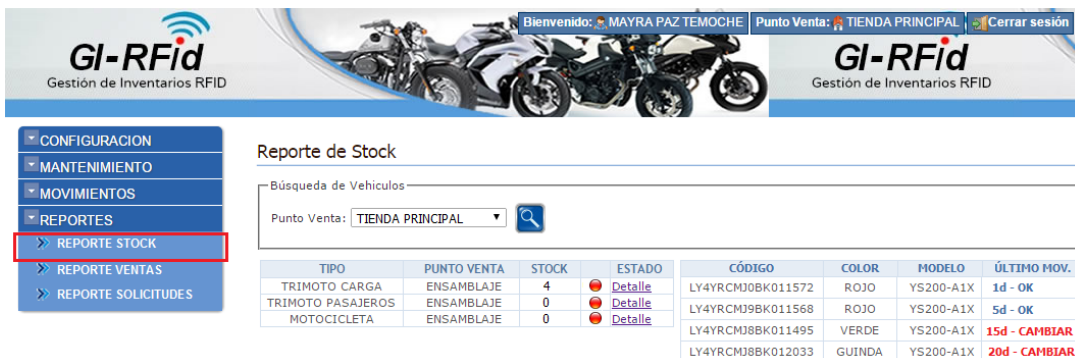 Bienvenido: MAYRA PAZ TEMOCHE Punto Venta: TIENDA PRINCIPAL Cerrar sesión
GI-RFid
Gestión de Inventarios RFID
GI-RFid
Gestión de Inventarios RFID
CONFIGURACION
MANTENIMIENTO
MOVIMIENTOS
REPORTES
REPORTE STOCK
REPORTE VENTAS
REPORTE SOLICITUDES
Reporte de Stock
Búsqueda de Vehiculos
Punto Venta: TIENDA PRINCIPAL
TIPO PUNTO VENTA STOCK ESTADO
TRIMOTO CARGA ENSAMBLAJE 4 Detalle
TRIMOTO PASAJEROS ENSAMBLAJE 0 Detalle
MOTOCICLETA ENSAMBLAJE 0 Detalle
CÓDIGO COLOR MODELO ÚLTIMO MOV.
LY4YRCMJ0BK011572 ROJO YS200-A1X 1d - OK
LY4YRCMJ9BK011568 ROJO YS200-A1X 5d - OK
LY4YRCMJ8BK011495 VERDE YS200-A1X 15d - CAMBIAR
LY4YRCMJ8BK012033 GUINDA YS200-A1X 20d - CAMBIAR